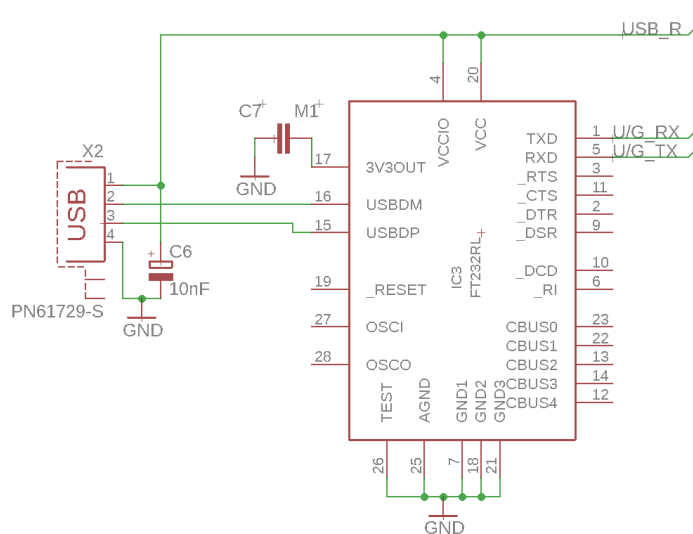 USB_R
4
20
C7
M1
VCCIO
VCC
TXD
1
U/G_RX
RXD
5
U/G_TX
17
3V3OUT
_RTS
3
GND
_CTS
11
X2
1
16
USBDM
_DTR
2
2
15
USBDP
_DSR
9
3
USB
4
C6
IC3
FT232RL
_DCD
10
10nF
19
_RESET
_RI
6
PN61729-S
GND
27
OSCI
CBUS0
23
CBUS1
22
28
OSCO
CBUS2
13
CBUS3
14
CBUS4
12
TEST
AGND
GND1
GND2
GND3
26
25
7
18
21
GND